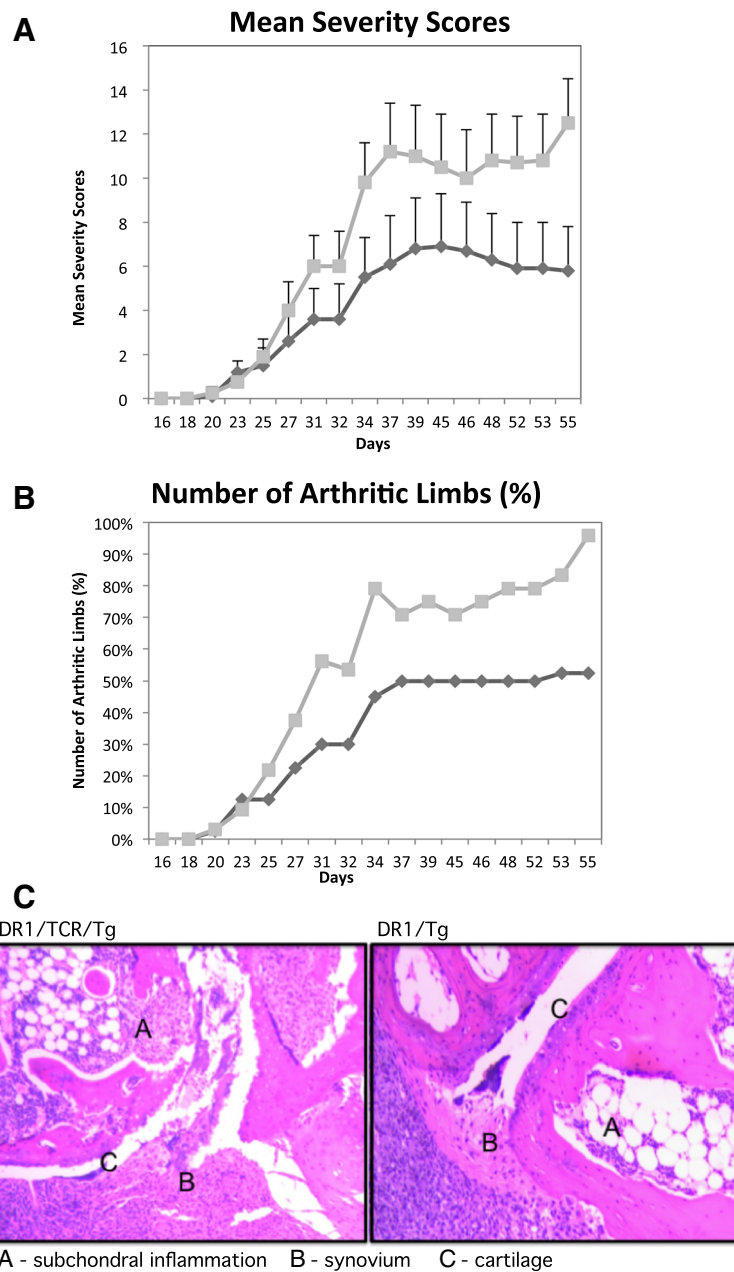 A
Mean Severity Scores
16
14
12
10
8
6
4
2
0
Mean Severity Scores
16 18 20 23 25 27 31 32 34 37 39 45 46 48 52 53 55
Days
B
Number of Arthritic Limbs (%)
100%
90%
80%
70%
60%
50%
40%
30%
20%
10%
0%
Number of Arthritic Limbs (%)
16 18 20 23 25 27 31 32 34 37 39 45 46 48 52 53 55
Days
C
DR1/TCR/Tg DR1/Tg
A
C
B
C
A
B
A - subchondral inflammation B - synovium C - cartilage